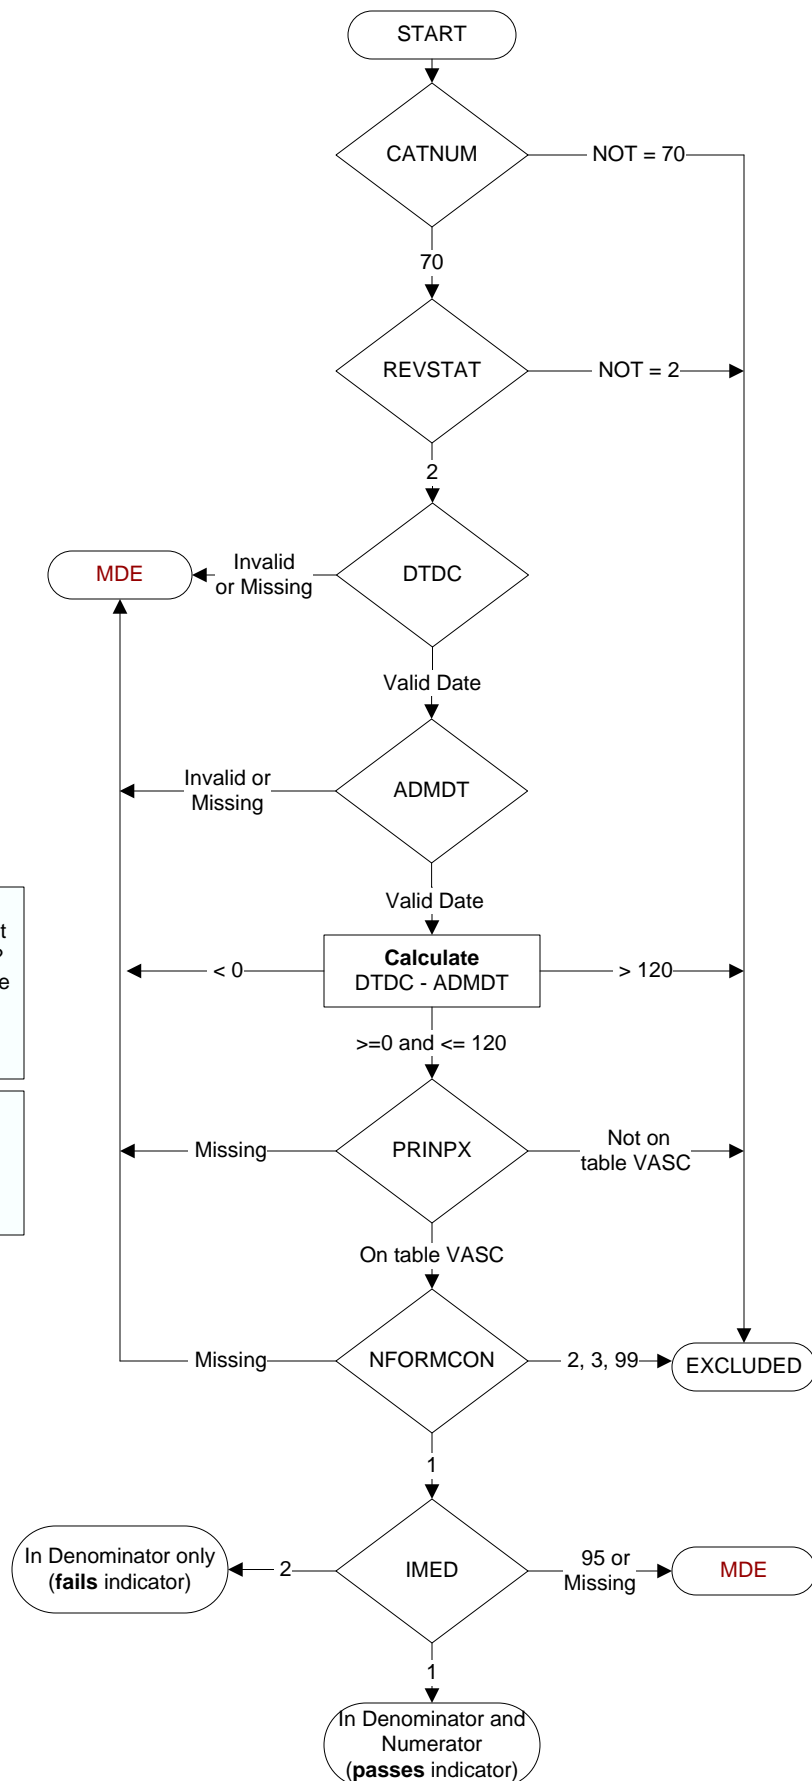 START
CATNUM
NOT = 70
70
REVSTAT
NOT = 2
2
MDE
Invalid
or Missing
DTDC
Valid Date
Invalid or
Missing
ADMDT
Valid Date
< 0
Calculate
DTDC - ADMDT
> 120
>=0 and <= 120
Missing
PRINPX
Not on
table VASC
On table VASC
Missing
NFORMCON
2, 3, 99
EXCLUDED
1
In Denominator only
(fails indicator)
2
IMED
95 or
Missing
MDE
1
In Denominator and
Numerator
(passes indicator)